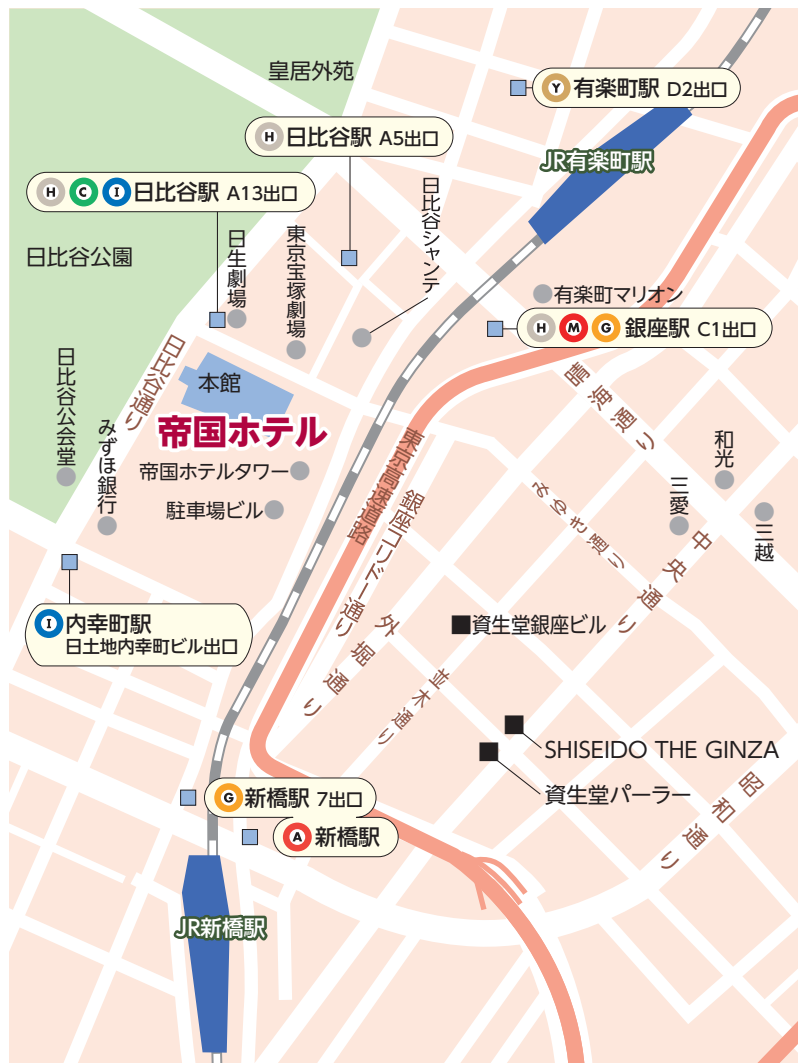 皇居外苑
Y 有楽町駅 D2出口
H 日比谷駅 A5出口
JR有楽町駅
H C I 日比谷駅 A13出口
日比谷シャンテ
日比谷公園
日生劇場
東京宝塚劇場
有楽町マリオン
H M G 銀座駅 C1出口
日比谷通り
日比谷公会堂
本館
晴海通り
帝国ホテル
みずほ銀行
帝国ホテルタワー
駐車場ビル
東京高速道路
銀座コリドー通り
みゆき通り
和光
三愛
三越
中央通り
I 内幸町駅
日土地内幸町ビル出口
外堀通り
資生堂銀座ビル
並木通り
SHISEIDO THE GINZA
資生堂パーラー
昭和通り
G 新橋駅 7出口
A 新橋駅
JR新橋駅